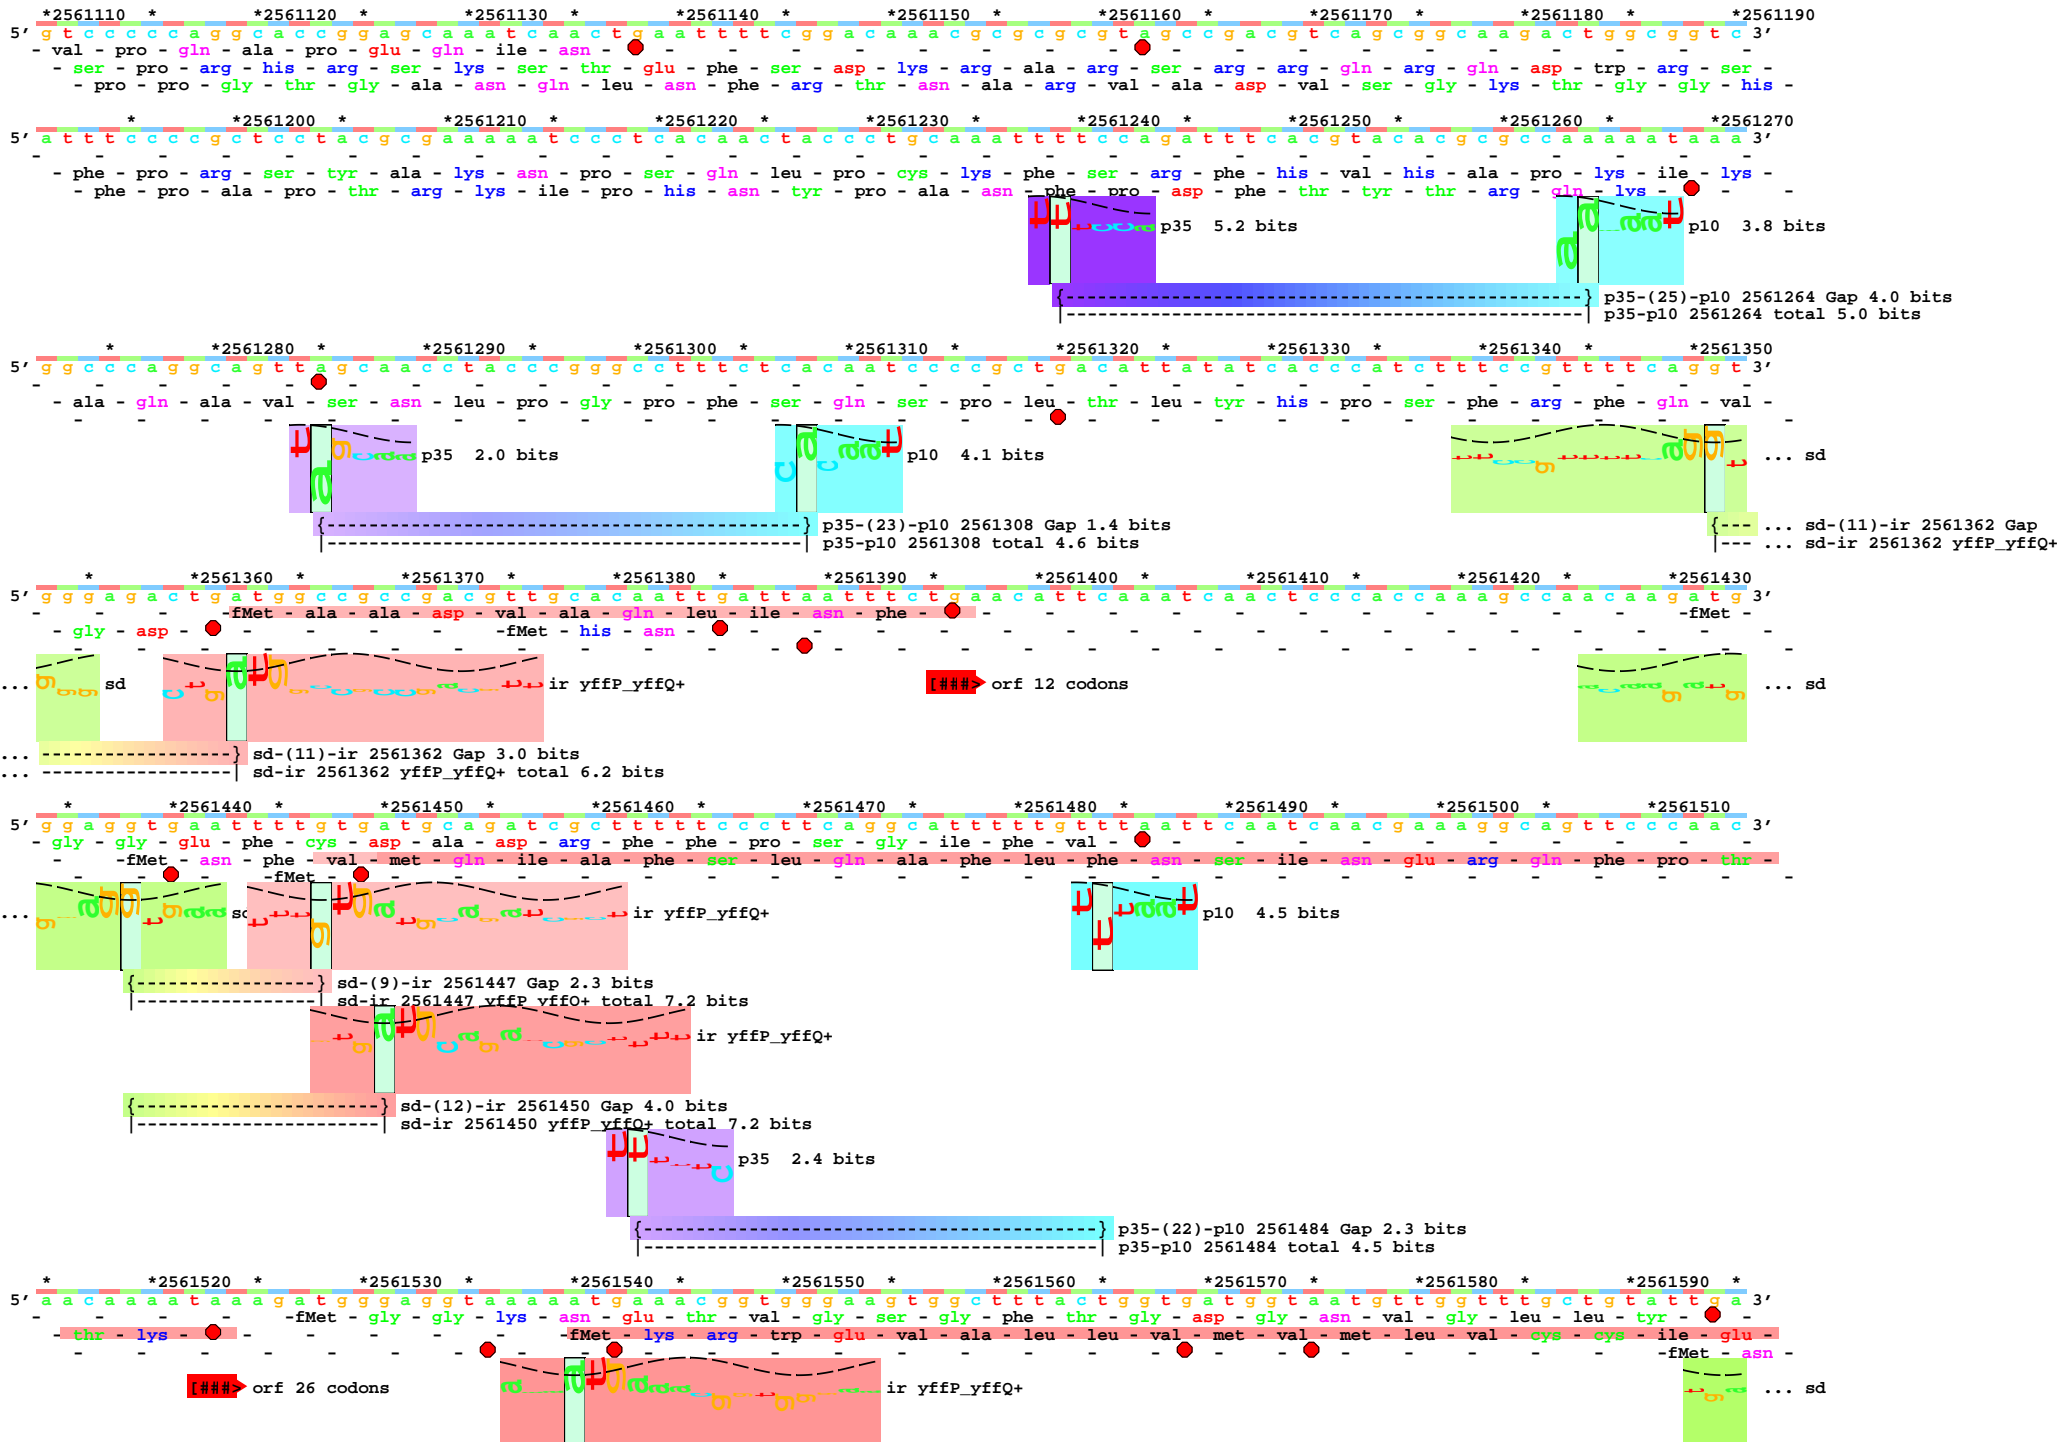 *2561110 * *2561120 * *2561130 * *2561140 * *2561150 * *2561160 * *2561170 * *2561180 * *2561190
5' g t c c c c c a g g c a c c g g a g c a a a t c a a c t g a a t t t t c g g a c a a a c g c g c g c g t a g c c g a c g t c a g c g g c a a g a c t g g c g g t c 3'
- val - pro - gln - ala - pro - glu - gln - ile - asn - - - - - - - - - - - - - - - - - -
- ser - pro - arg - his - arg - ser - lys - ser - thr - glu - phe - ser - asp - lys - arg - ala - arg - ser - arg - arg - gln - arg - gln - asp - trp - arg - ser -
- pro - pro - gly - thr - gly - ala - asn - gln - leu - asn - phe - arg - thr - asn - ala - arg - val - ala - asp - val - ser - gly - lys - thr - gly - gly - his -
* *2561200 * *2561210 * *2561220 * *2561230 * *2561240 * *2561250 * *2561260 * *2561270
5' a t t t c c c c g c t c c t a c g c g a a a a a t c c c t c a c a a c t a c c c t g c a a a t t t t c c a g a t t t c a c g t a c a c g c g c c a a a a a t a a a 3'
- phe - pro - arg - ser - tyr - ala - lys - asn - pro - ser - gln - leu - pro - cys - lys - phe - ser - arg - phe - his - val - his - ala - pro - lys - ile - lys -
- phe - pro - ala - pro - thr - arg - lys - ile - pro - his - asn - tyr - pro - ala - asn - phe - pro - asp - phe - thr - tyr - thr - arg - gln - lys - - -
p35 5.2 bits
p10 3.8 bits
{-------------------------------------------------} p35-(25)-p10 2561264 Gap 4.0 bits
|-------------------------------------------------| p35-p10 2561264 total 5.0 bits
* *2561280 * *2561290 * *2561300 * *2561310 * *2561320 * *2561330 * *2561340 * *2561350
5' g g c c c a g g c a g t t a g c a a c c t a c c c g g g c c t t t c t c a c a a t c c c c g c t g a c a t t a t a t c a c c c a t c t t t c c g t t t t c a g g t 3'
- ala - gln - ala - val - ser - asn - leu - pro - gly - pro - phe - ser - gln - ser - pro - leu - thr - leu - tyr - his - pro - ser - phe - arg - phe - gln - val -
p35 2.0 bits
p10 4.1 bits
... sd
{---------------------------------------------} p35-(23)-p10 2561308 Gap 1.4 bits
{--- ... sd-(11)-ir 2561362 Gap
|---------------------------------------------| p35-p10 2561308 total 4.6 bits
|--- ... sd-ir 2561362 yffP_yffQ+
* *2561360 * *2561370 * *2561380 * *2561390 * *2561400 * *2561410 * *2561420 * *2561430
5' g g g a g a c t g a t g g c c g c c g a c g t t g c a c a a t t g a t t a a t t t c t g a a c a t t c a a a t c a a c t c c a c c a a a g c c a a c a a g a t g 3'
- - - -fMet - ala - ala - asp - val - ala - gln - leu - ile - asn - phe - - - - - - - - - - - - -fMet -
- gly - asp - - - - - -fMet - his - asn - - - - - - - - - - - - - - - - -
... sd
ir yffP_yffQ+
[###> orf 12 codons
... sd
... ------------------} sd-(11)-ir 2561362 Gap 3.0 bits
... ------------------| sd-ir 2561362 yffP_yffQ+ total 6.2 bits
* *2561440 * *2561450 * *2561460 * *2561470 * *2561480 * *2561490 * *2561500 * *2561510
5' g g a g g t g a a t t t t g t g a t g c a g a t c g c t t t t t c c c t t c a g g c a t t t t t g t t t a a t t c a a t c a a c g a a a g g c a g t t c c c a a c 3'
- gly - gly - glu - phe - cys - asp - ala - asp - arg - phe - phe - pro - ser - gly - ile - phe - val - - - - - - - - - -
- - -fMet - asn - phe - val - met - gln - ile - ala - phe - ser - leu - gln - ala - phe - leu - phe - asn - ser - ile - asn - glu - arg - gln - phe - pro - thr -
-fMet
... sd
ir yffP_yffQ+
p10 4.5 bits
{-----------------} sd-(9)-ir 2561447 Gap 2.3 bits
|-----------------| sd-ir 2561447 yffP_yffQ+ total 7.2 bits
ir yffP_yffQ+
{-----------------------} sd-(12)-ir 2561450 Gap 4.0 bits
|-----------------------| sd-ir 2561450 yffP_yffQ+ total 7.2 bits
p35 2.4 bits
{-------------------------------------------} p35-(22)-p10 2561484 Gap 2.3 bits
|-------------------------------------------| p35-p10 2561484 total 4.5 bits
* *2561520 * *2561530 * *2561540 * *2561550 * *2561560 * *2561570 * *2561580 * *2561590 *
5' a a c a a a a t a a a g a t g g g a g g t a a a a a t g a a a c g g t g g g a a g t g g c t t t a c t g g t g a t g g t a a t g t t g g t t t g c t g t a t t g a 3'
- - - - -fMet - gly - gly - lys - asn - glu - thr - val - gly - ser - gly - phe - thr - gly - asp - gly - asn - val - gly - leu - leu - tyr -
- thr - lys - - - - - - -fMet - lys - arg - trp - glu - val - ala - leu - leu - val - met - val - met - leu - val - cys - cys - ile - glu -
-fMet - asn -
[###> orf 26 codons
ir yffP_yffQ+
... sd